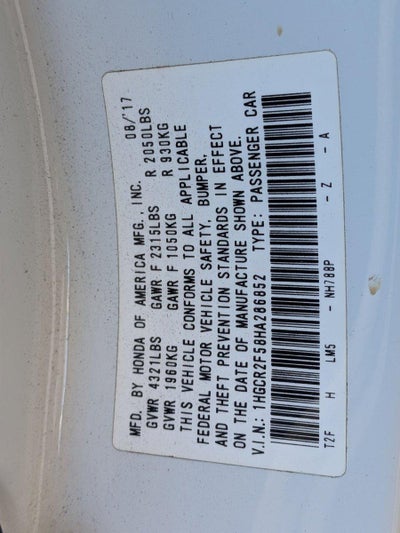 MFD. BY HONDA OF AMERICA MFG., INC. 08/'17
GVWR 4321LBS GAWR F 2315LBS R 2050LBS
GVWR 1960KG GAWR F 1050KG R 930KG
THIS VEHICLE CONFORMS TO ALL APPLICABLE
FEDERAL MOTOR VEHICLE SAFETY, BUMPER,
AND THEFT PREVENTION STANDARDS IN EFFECT
ON THE DATE OF MANUFACTURE SHOWN ABOVE.
V.I.N.: 1HGCR2F58HA286852 TYPE: PASSENGER CAR
T2F H LM5 - NH788P - Z - A